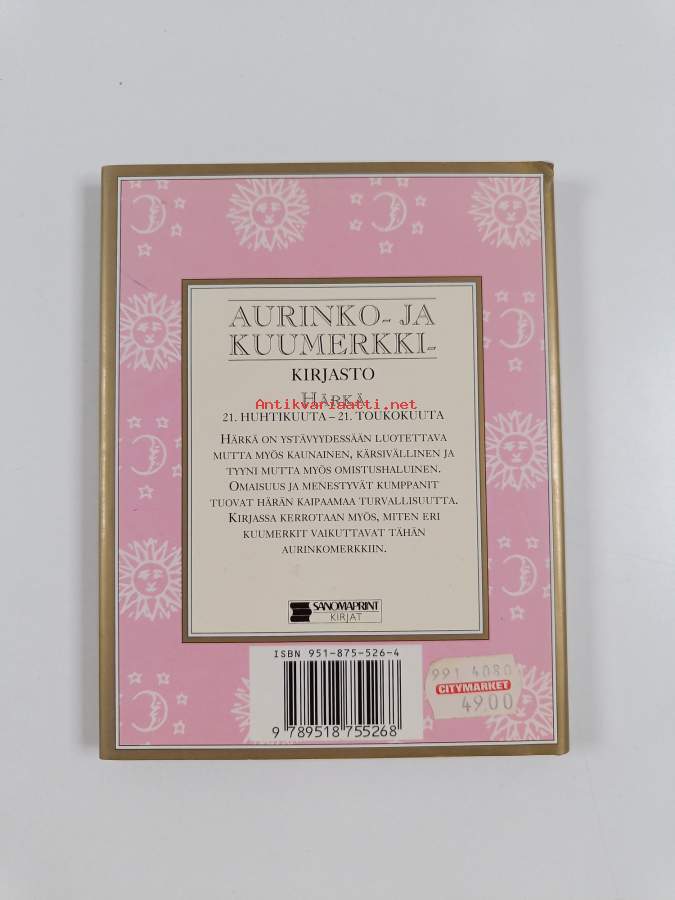 AURINKO- JA
KUUMERKKI-
KIRJASTO
HÄRKÄ
Antikvariaatti.net
21. HUHTIKUUTA – 21. TOUKOKUUTA
HÄRKÄ ON YSTÄVYYDESSÄÄN LUOTETTAVA
MUTTA MYÖS KAUNAINEN, KÄRSIVÄLLINEN JA
TYYNI MUTTA MYÖS OMISTUSHALUINEN.
OMAISUUS JA MENESTYVÄT KUMPPANIT
TUOVAT HÄRÄN KAIPAAMAA TURVALLISUUTTA.
KIRJASSA KERROTAAN MYÖS, MITEN ERI
KUUMERKIT VAIKUTTAVAT TÄHÄN
AURINKOMERKKIIN.
SANOMAPRINT
KIRJAT
ISBN 951-875-526-4
9 789518 755268
991 4080
CITYMARKET
4900